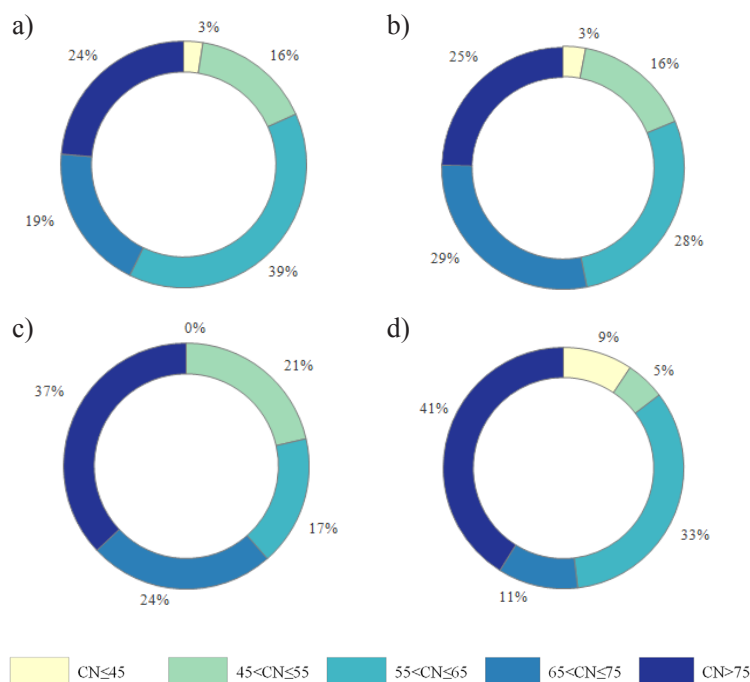 a)
3%
16%
39%
19%
24%
b)
3%
16%
28%
29%
25%
c)
0%
21%
17%
24%
37%
d)
9%
5%
33%
11%
41%
CN≤45
45<CN≤55
55<CN≤65
65<CN≤75
CN>75